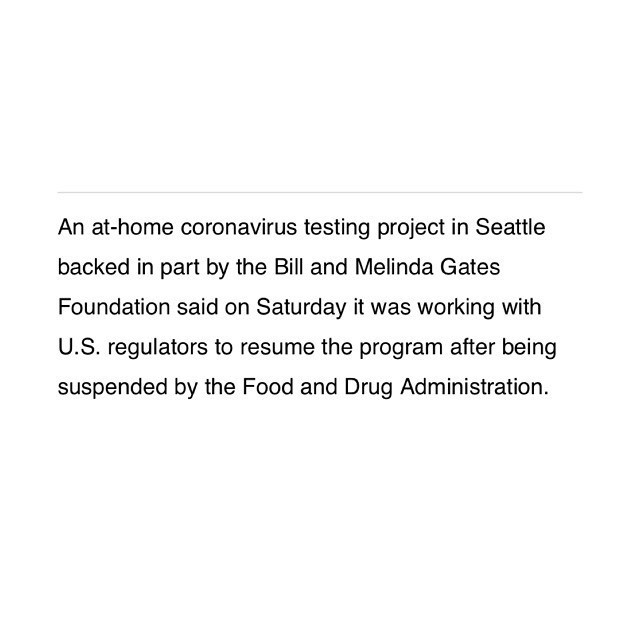 An at-home coronavirus testing project in Seattle
backed in part by the Bill and Melinda Gates
Foundation said on Saturday it was working with
U.S. regulators to resume the program after being
suspended by the Food and Drug Administration.